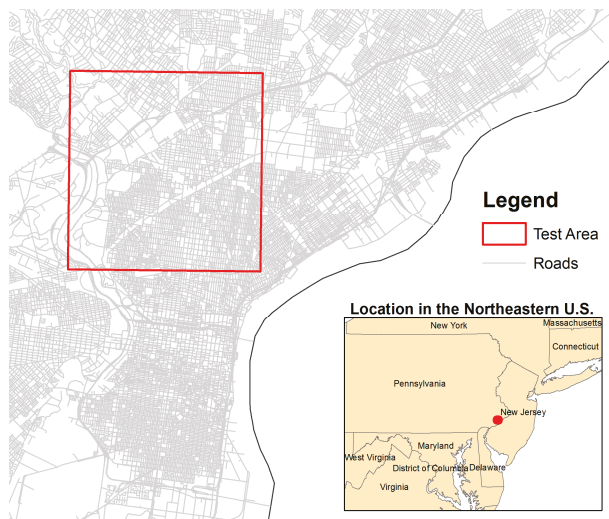 Legend
Test Area
Roads
Location in the Northeastern U.S.
New York
Massachusetts
Connecticut
Pennsylvania
New Jersey
Maryland
West Virginia
District of Columbia
Delaware
Virginia